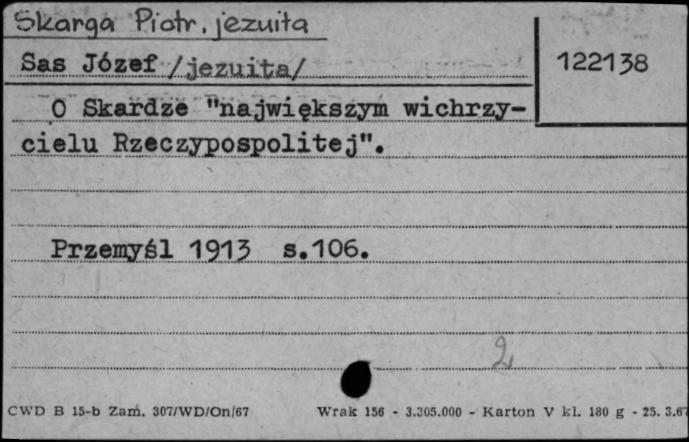 Skarga Piotr, jezuita
Sas Józef /jezuita/
122138
O Skardze "największym wichrzy-
cielu Rzeczypospolitej".
Przemyśl 1913 s.106.
2
CWD B 15-b Zam. 307/WD/On/67 Wrak 156 - 3.305.000 - Karton V kl. 180 g - 25. 3.67